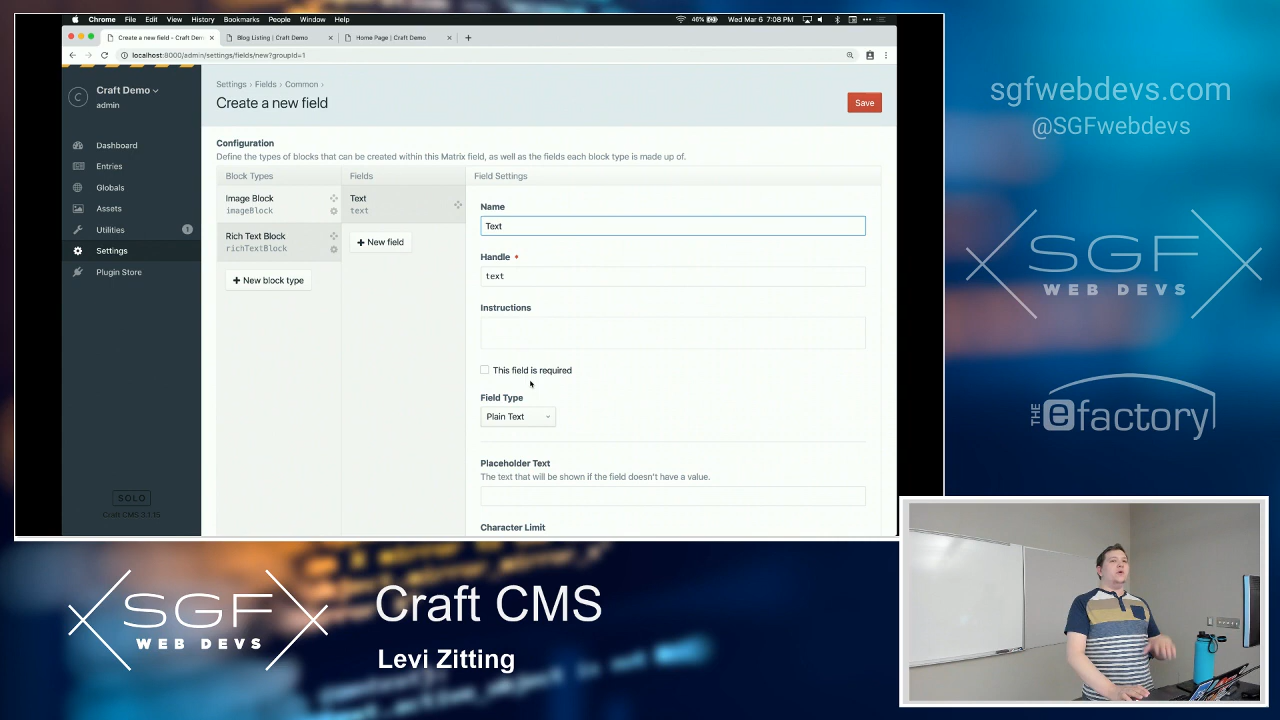 Chrome File Edit View History Bookmarks People Window Help
46% Wed Mar 6 7:08 PM
Create a new field - Craft Dem
Blog Listing | Craft Demo
Home Page | Craft Demo
localhost:8000/admin/settings/fields/new?groupId=1
C
Craft Demo
admin
Dashboard
Entries
Globals
Assets
Utilities 1
Settings
Plugin Store
SOLO
Craft CMS 3.1.15
Settings › Fields › Common ›
Create a new field
Save
Configuration
Define the types of blocks that can be created within this Matrix field, as well as the fields each block type is made up of.
Block Types
Image Block
imageBlock
Rich Text Block
richTextBlock
+ New block type
Fields
Text
text
+ New field
Field Settings
Name
Text
Handle *
text
Instructions
This field is required
Field Type
Plain Text
Placeholder Text
The text that will be shown if the field doesn't have a value.
Character Limit
sgfwebdevs.com
@SGFwebdevs
SGF
WEB DEVS
THE efactory
SGF
WEB DEVS
Craft CMS
Levi Zitting